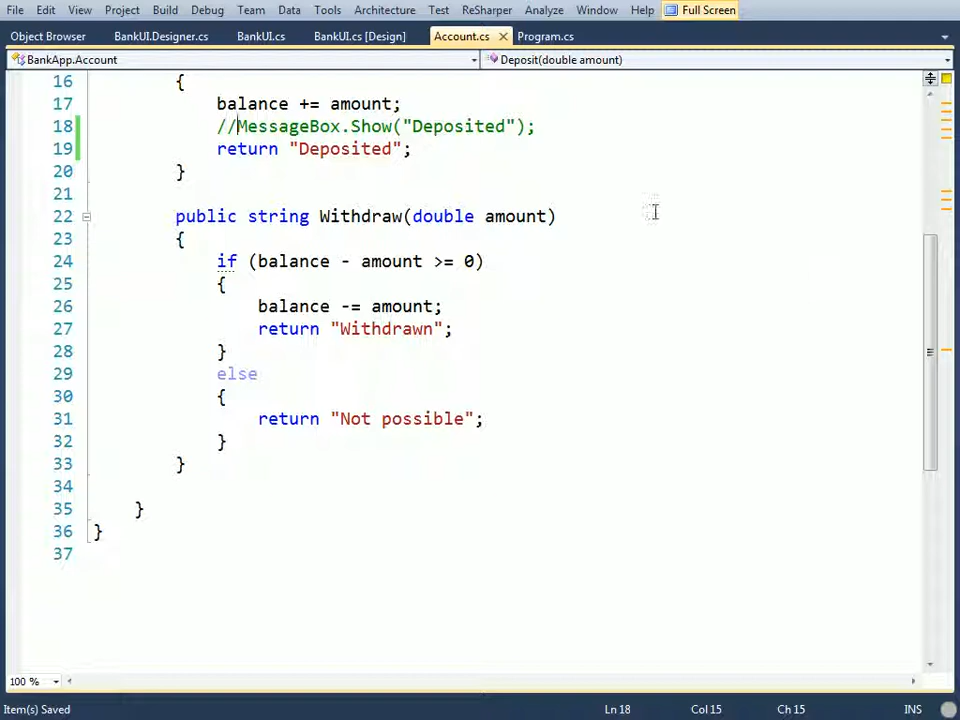 File Edit View Project Build Debug Team Data Tools Architecture Test ReSharper Analyze Window Help Full Screen
Object Browser BankUI.Designer.cs BankUI.cs BankUI.cs [Design] Account.cs Program.cs
BankApp.Account Deposit(double amount)
16 {
17 balance += amount;
18 //MessageBox.Show("Deposited");
19 return "Deposited";
20 }
21
22 public string Withdraw(double amount)
23 {
24 if (balance - amount >= 0)
25 {
26 balance -= amount;
27 return "Withdrawn";
28 }
29 else
30 {
31 return "Not possible";
32 }
33 }
34
35 }
36 }
37
100 %
Item(s) Saved Ln 18 Col 15 Ch 15 INS